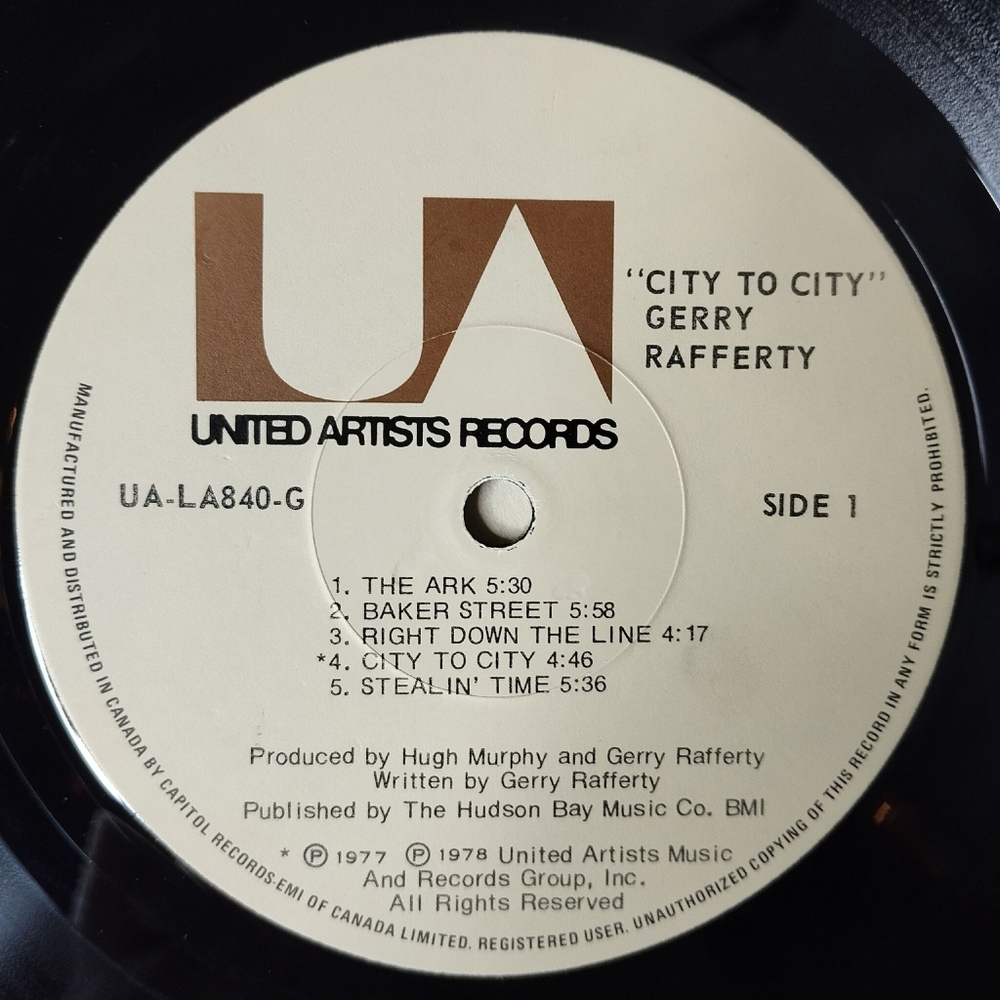 UA
UNITED ARTISTS RECORDS
"CITY TO CITY"
GERRY
RAFFERTY
UA-LA840-G
SIDE 1
1. THE ARK 5:30
2. BAKER STREET 5:58
3. RIGHT DOWN THE LINE 4:17
*4. CITY TO CITY 4:46
5. STEALIN' TIME 5:36
Produced by Hugh Murphy and Gerry Rafferty
Written by Gerry Rafferty
Published by The Hudson Bay Music Co. BMI
* ℗ 1977 ℗ 1978 United Artists Music
And Records Group, Inc.
All Rights Reserved
MANUFACTURED AND DISTRIBUTED IN CANADA BY CAPITOL RECORDS-EMI OF CANADA LIMITED. REGISTERED USER. UNAUTHORIZED COPYING OF THIS RECORD IN ANY FORM IS STRICTLY PROHIBITED.